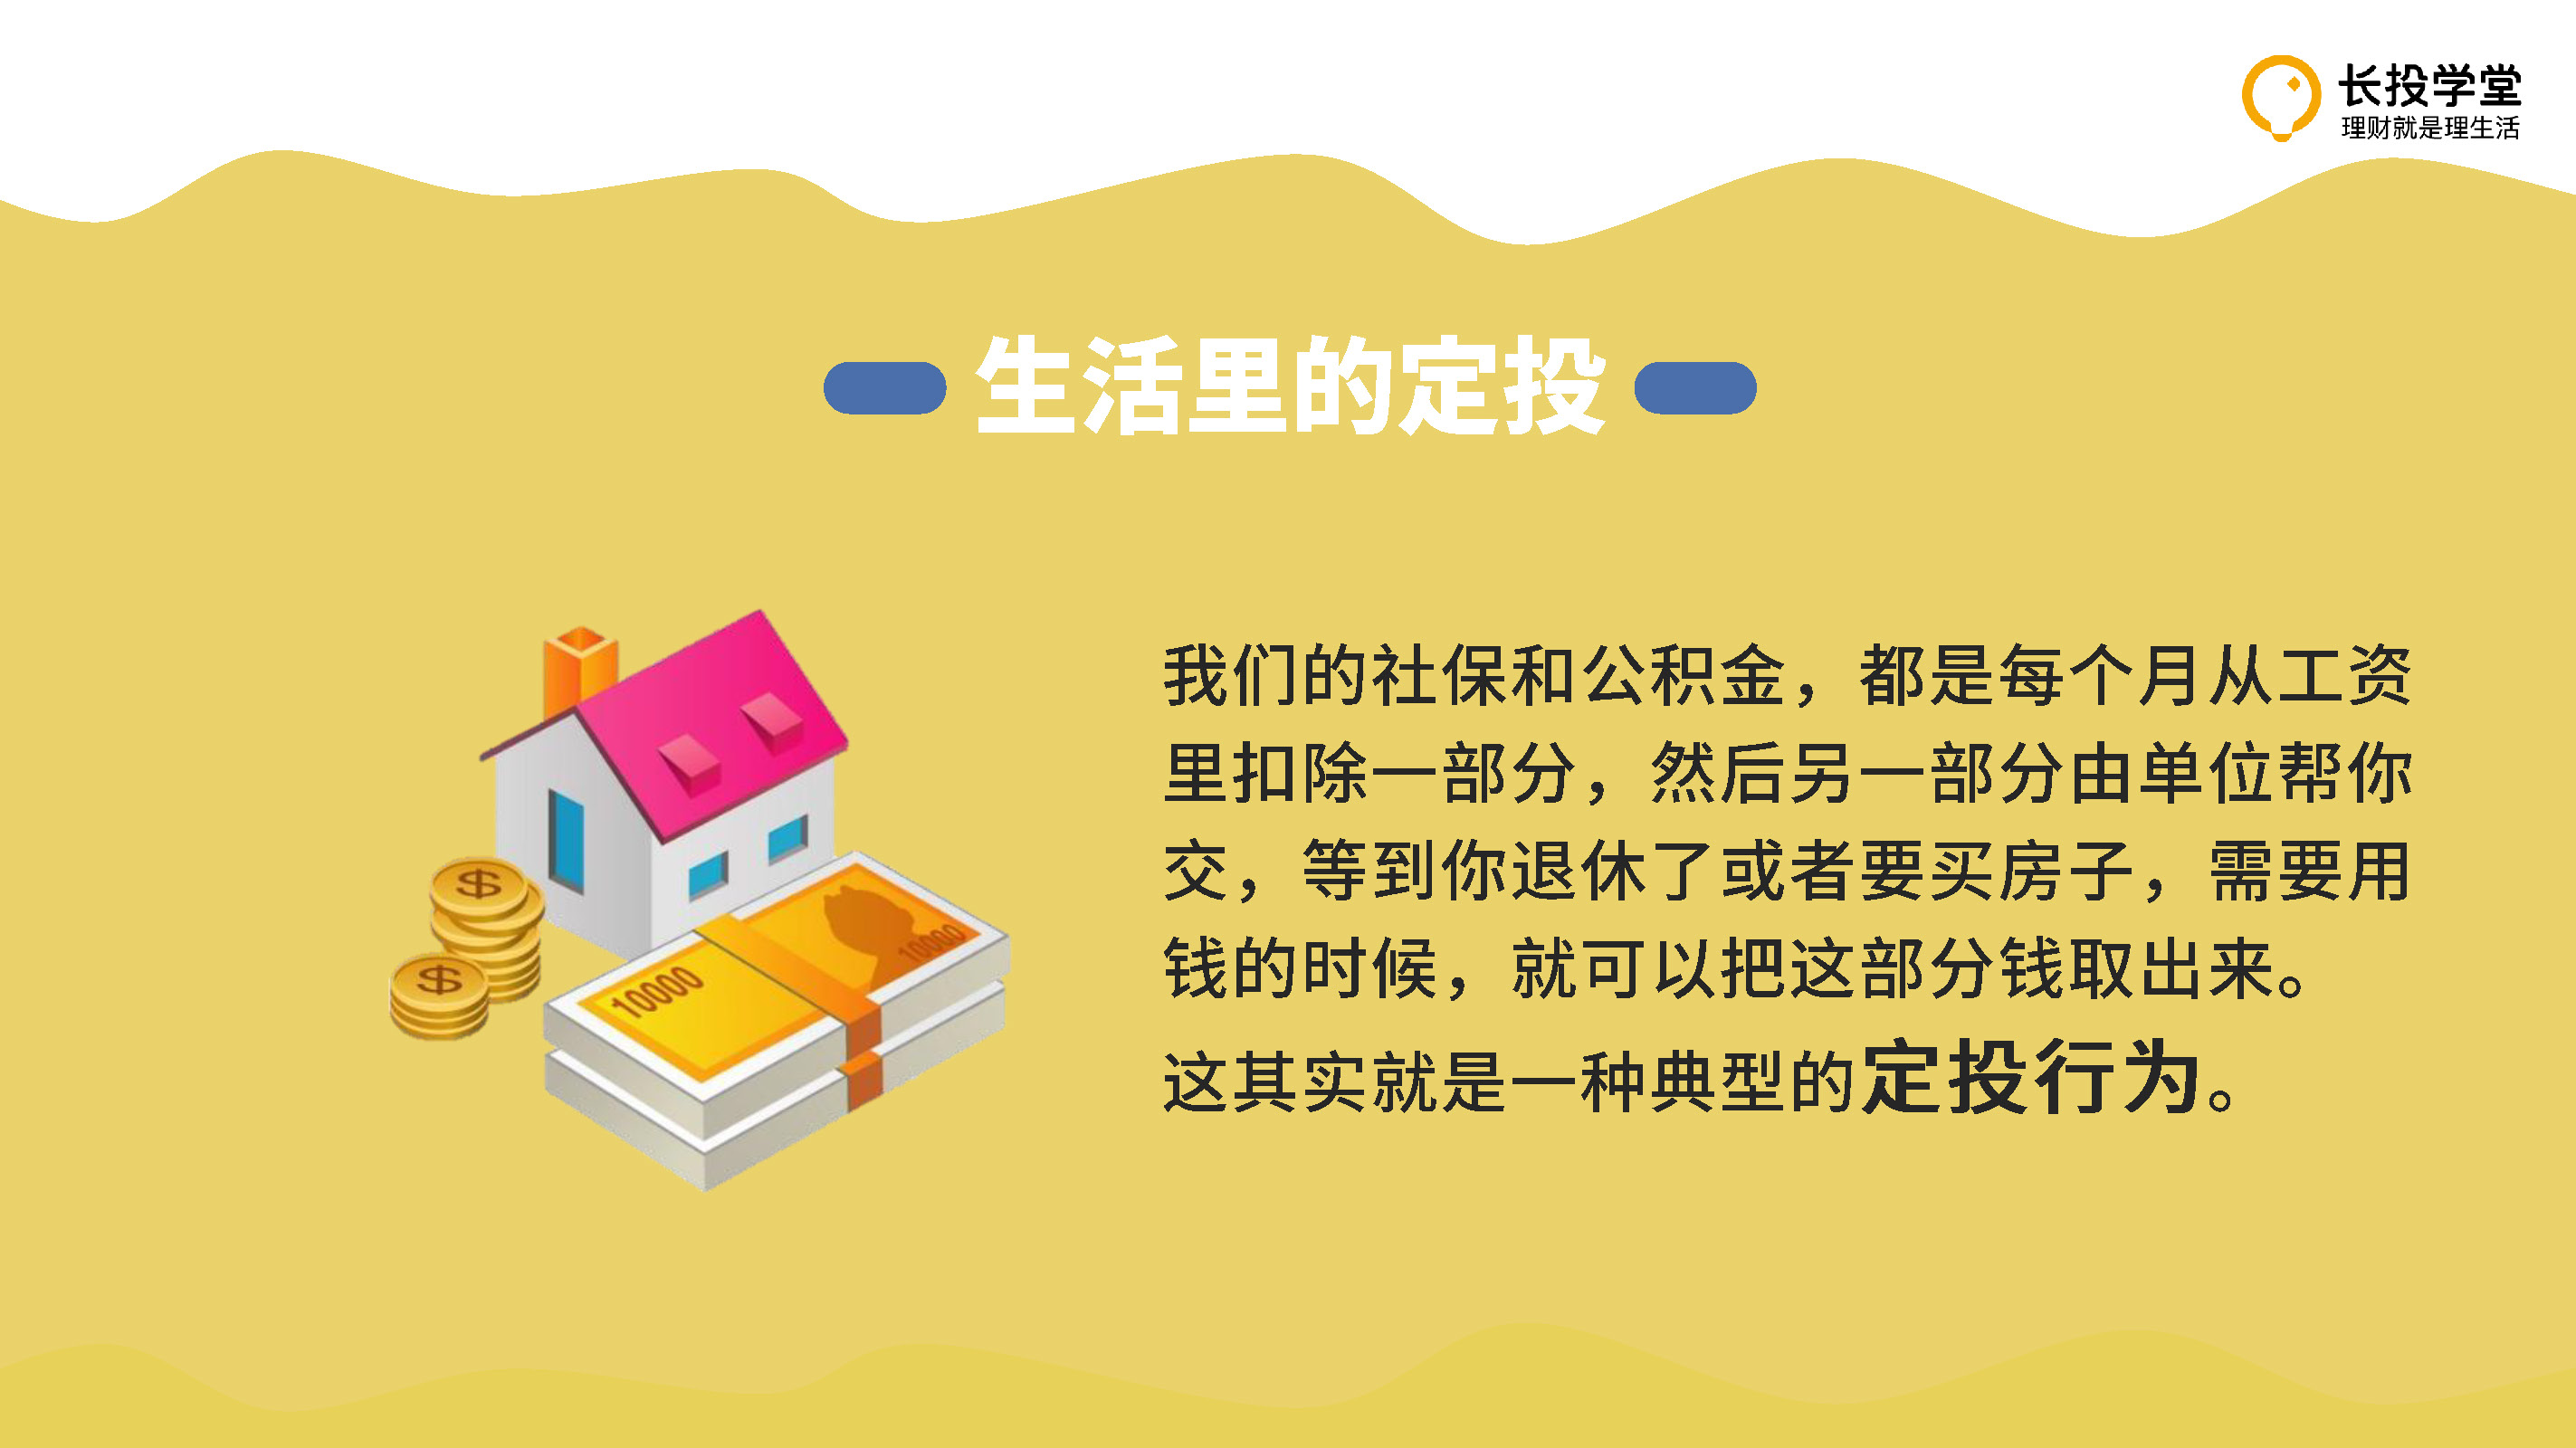 长投学堂
理财就是理生活
生活里的定投
我们的社保和公积金，都是每个月从工资
里扣除一部分，然后另一部分由单位帮你
交，等到你退休了或者要买房子，需要用
钱的时候，就可以把这部分钱取出来。
这其实就是一种典型的定投行为。
$
$
10000
10000